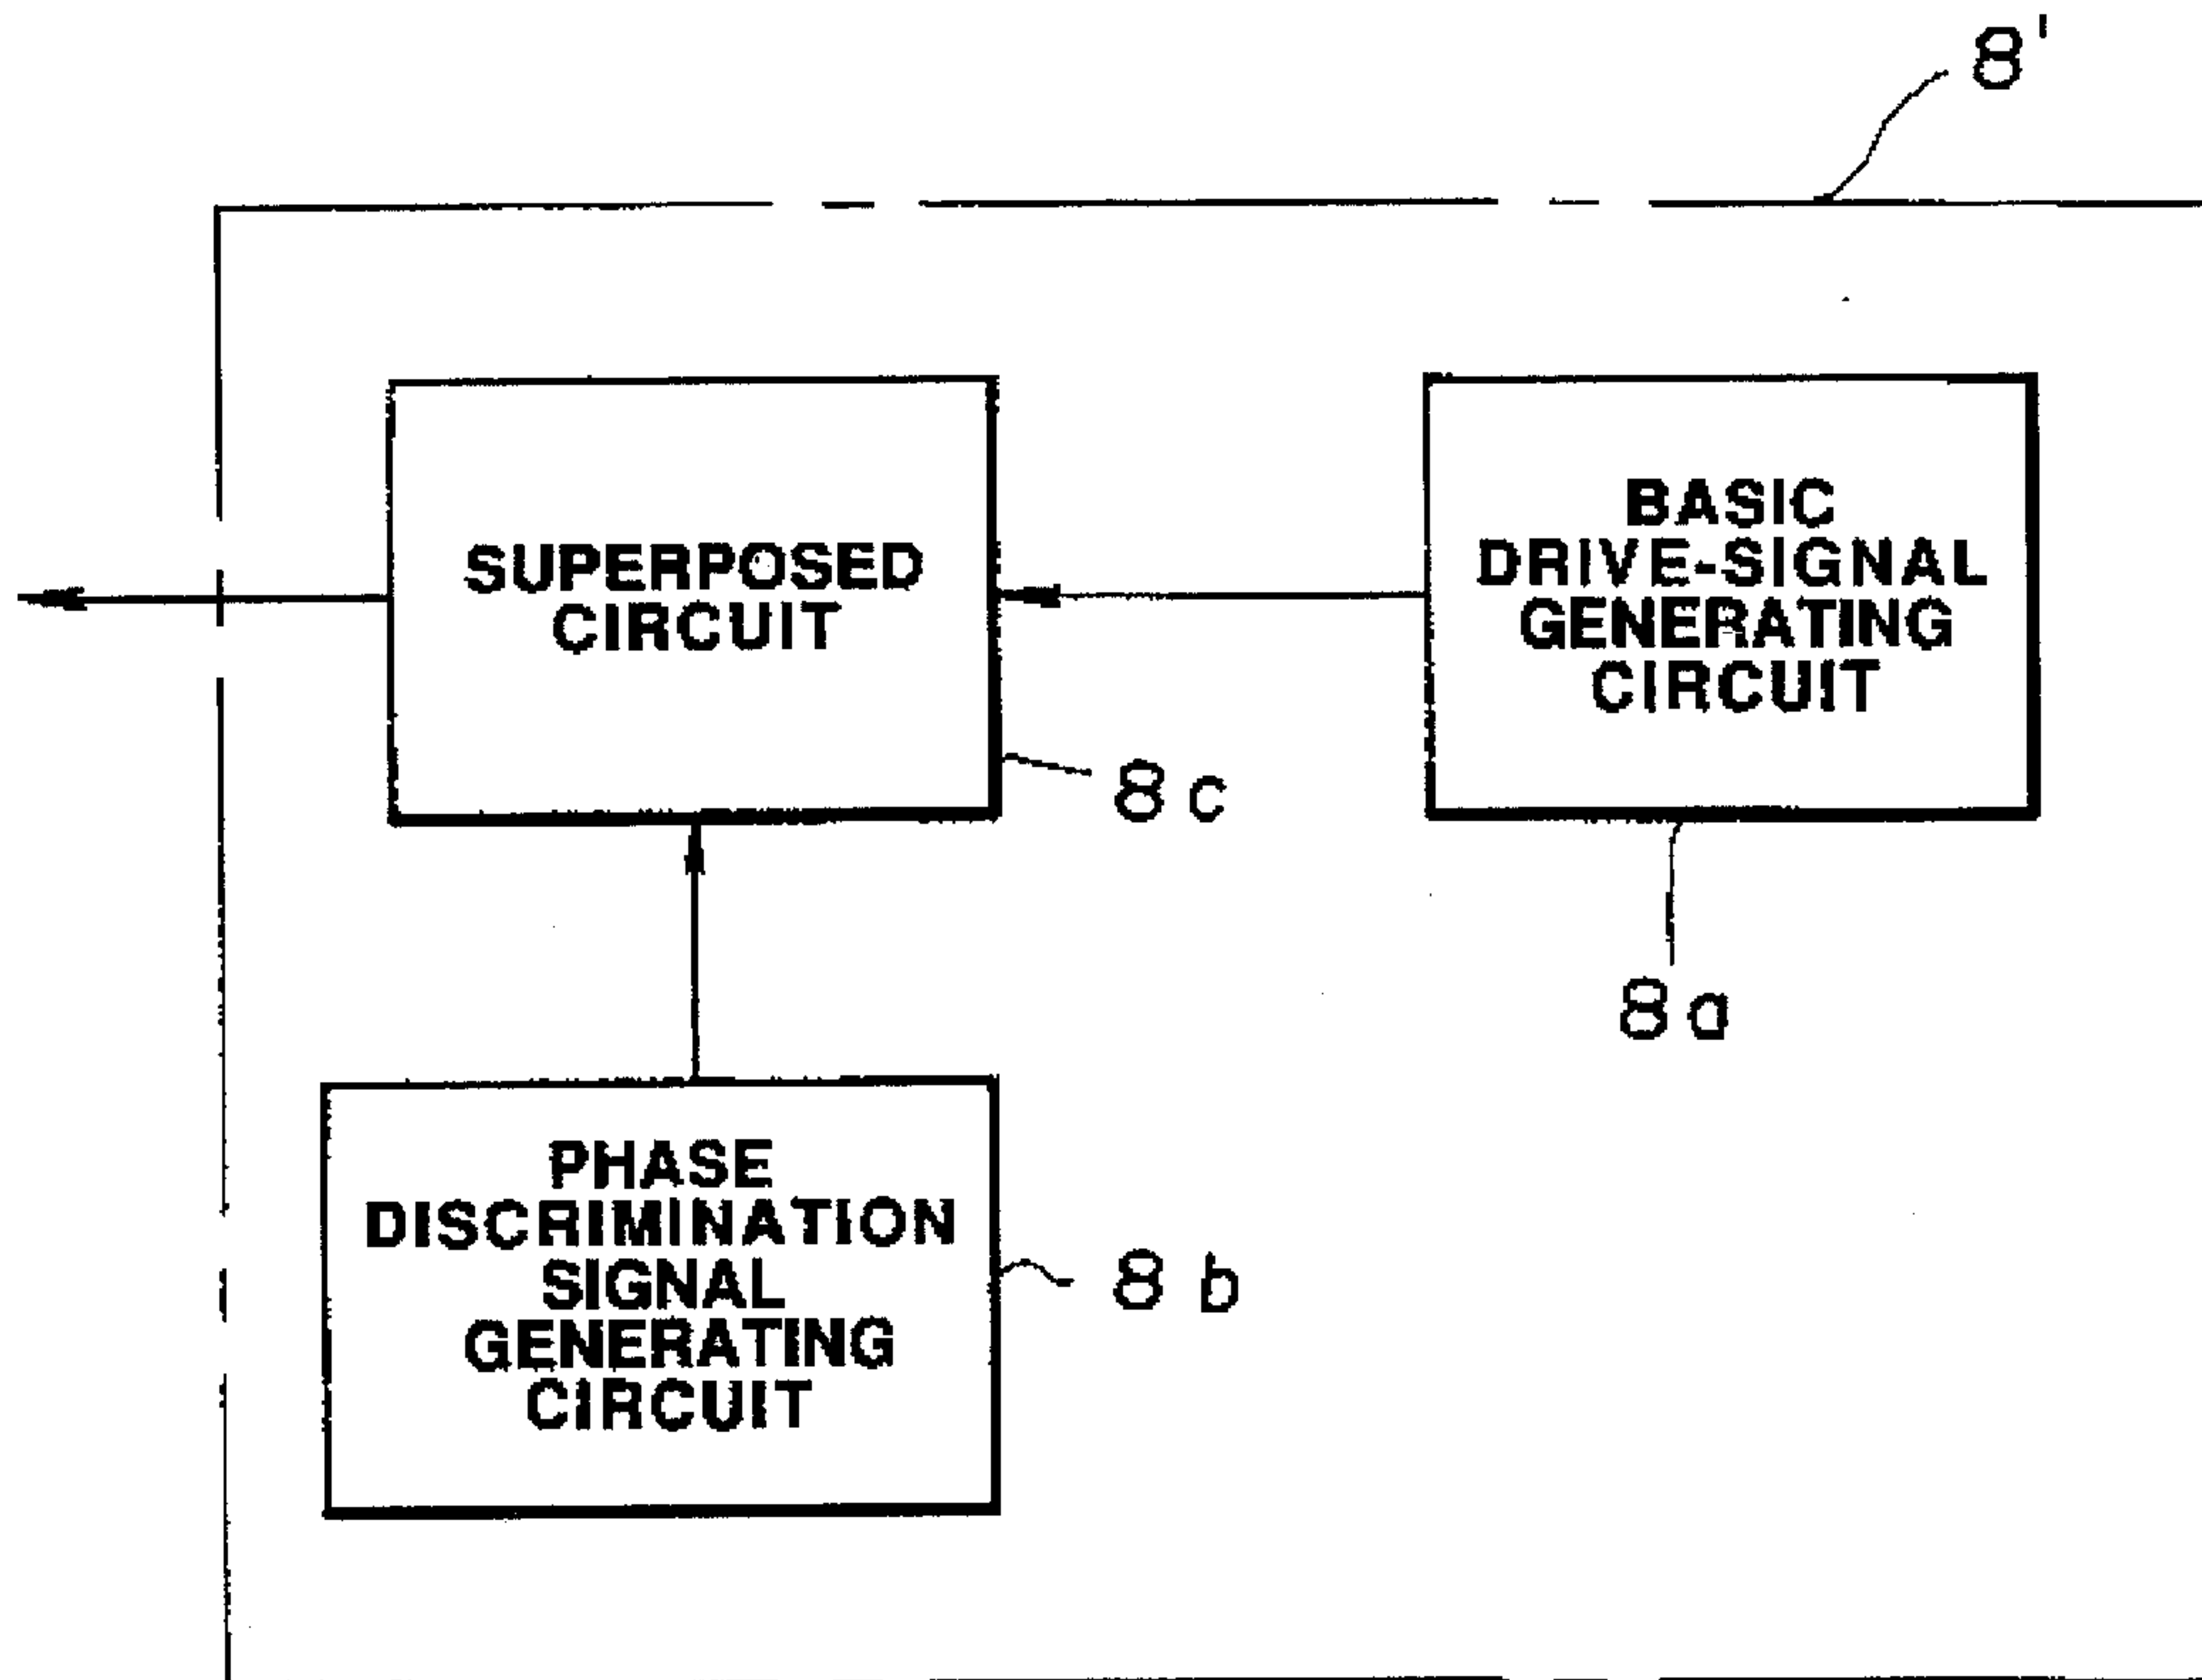 8'
SUPERPOSED
CIRCUIT
BASIC
DRIVE-SIGNAL
GENERATING
CIRCUIT
8c
8a
PHASE
DISCRIMINATION
SIGNAL
GENERATING
CIRCUIT
8b